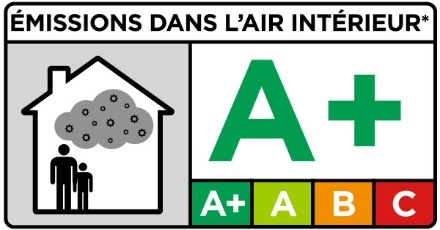 ÉMISSIONS DANS L'AIR INTÉRIEUR*
A+
A+ A B C